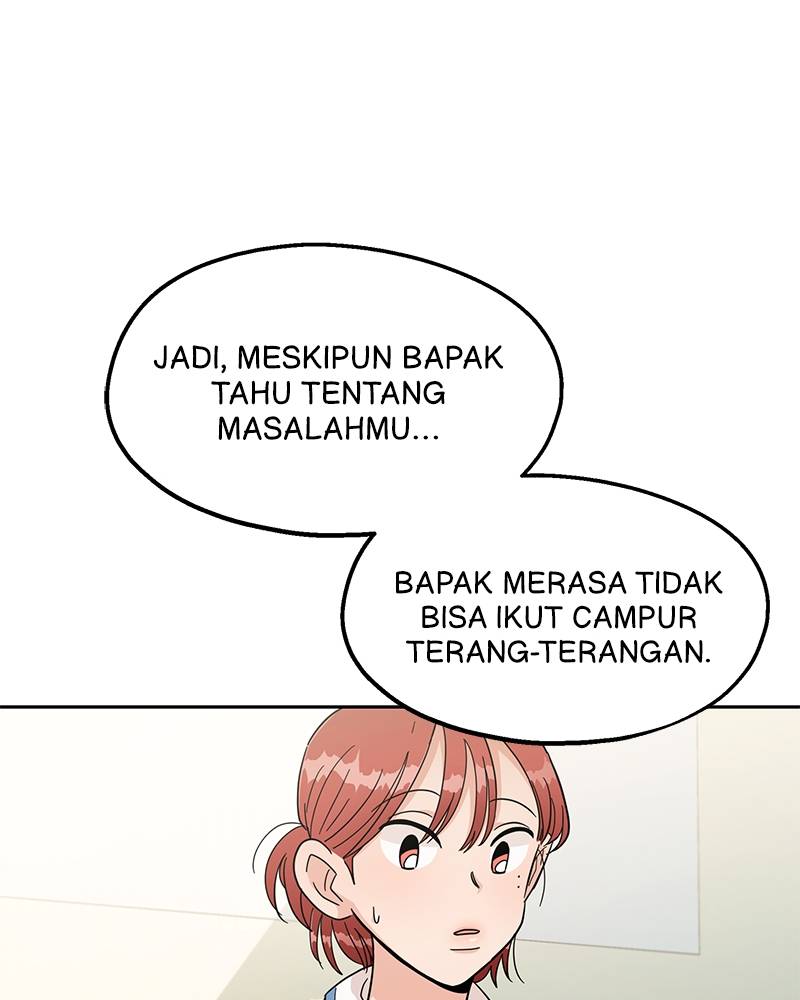 JADI, MESKIPUN BAPAK
TAHU TENTANG
MASALAHMU...
BAPAK MERASA TIDAK
BISA IKUT CAMPUR
TERANG-TERANGAN.